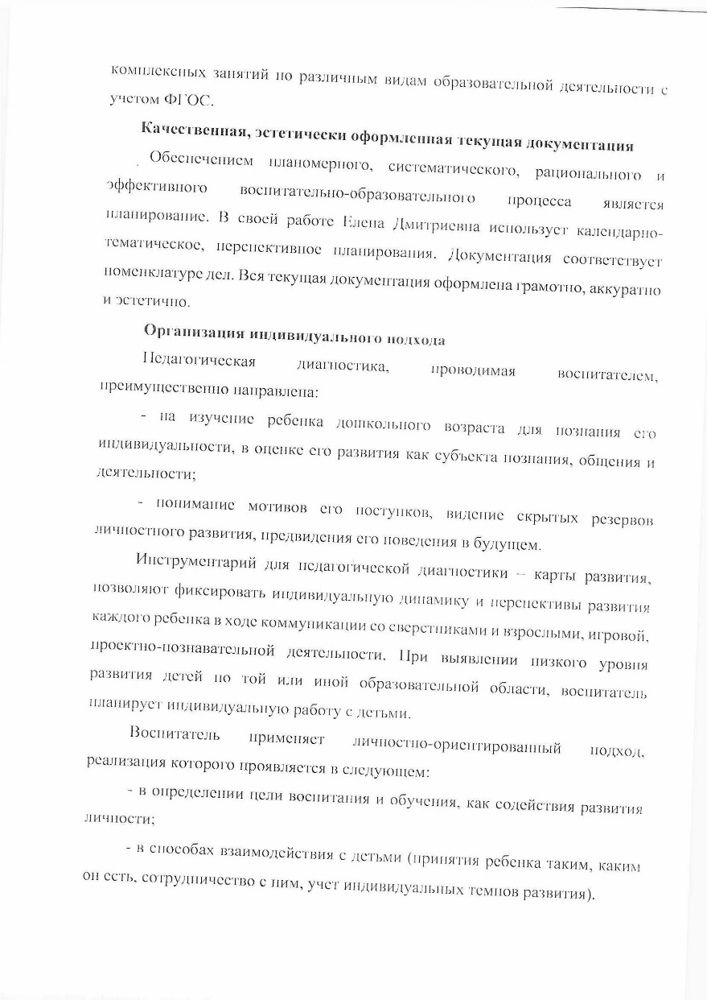 комплексных занятий по различным видам образовательной деятельности с
учетом ФГОС.
Качественная, эстетически оформленная текущая документация
Обеспечением планомерного, систематического, рационального и
эффективного воспитательно-образовательного процесса является
планирование. В своей работе Елена Дмитриевна использует календарно-
тематическое, перспективное планирования. Документация соответствует
номенклатуре дел. Вся текущая документация оформлена грамотно, аккуратно
и эстетично.
Организация индивидуального подхода
Педагогическая диагностика, проводимая воспитателем,
преимущественно направлена:
- на изучение ребенка дошкольного возраста для познания его
индивидуальности, в оценке его развития как субъекта познания, общения и
деятельности;
- понимание мотивов его поступков, видение скрытых резервов
личностного развития, предвидения его поведения в будущем.
Инструментарий для педагогической диагностики – карты развития,
позволяют фиксировать индивидуальную динамику и перспективы развития
каждого ребенка в ходе коммуникации со сверстниками и взрослыми, игровой,
проектно-познавательной деятельности. При выявлении низкого уровня
развития детей по той или иной образовательной области, воспитатель
планирует индивидуальную работу с детьми.
Воспитатель применяет личностно-ориентированный подход,
реализация которого проявляется в следующем:
- в определении цели воспитания и обучения, как содействия развития
личности;
- в способах взаимодействия с детьми (принятия ребенка таким, каким
он есть, сотрудничество с ним, учет индивидуальных темпов развития).